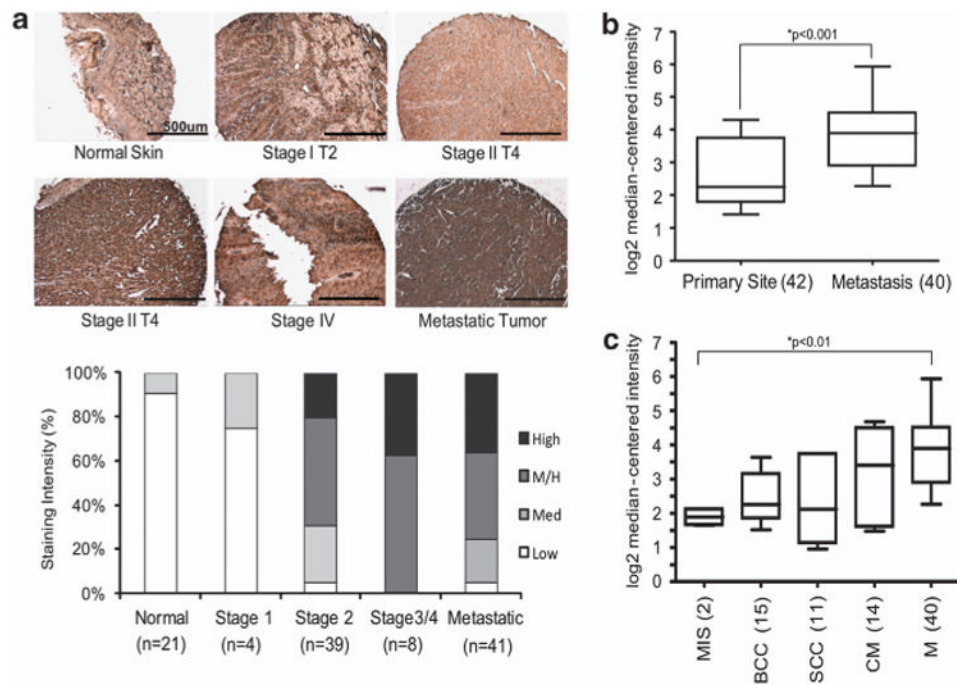 a
500um
Normal Skin
Stage I T2
Stage II T4
Stage II T4
Stage IV
Metastatic Tumor
Staining Intensity (%)
100%
80%
60%
40%
20%
0%
High
M/H
Med
Low
Normal
(n=21)
Stage 1
(n=4)
Stage 2
(n=39)
Stage3/4
(n=8)
Metastatic
(n=41)
b
log2 median-centered intensity
7
6
5
4
3
2
1
0
*p<0.001
Primary Site (42)
Metastasis (40)
c
log2 median-centered intensity
7
6
5
4
3
2
1
0
*p<0.01
MIS (2)
BCC (15)
SCC (11)
CM (14)
M (40)